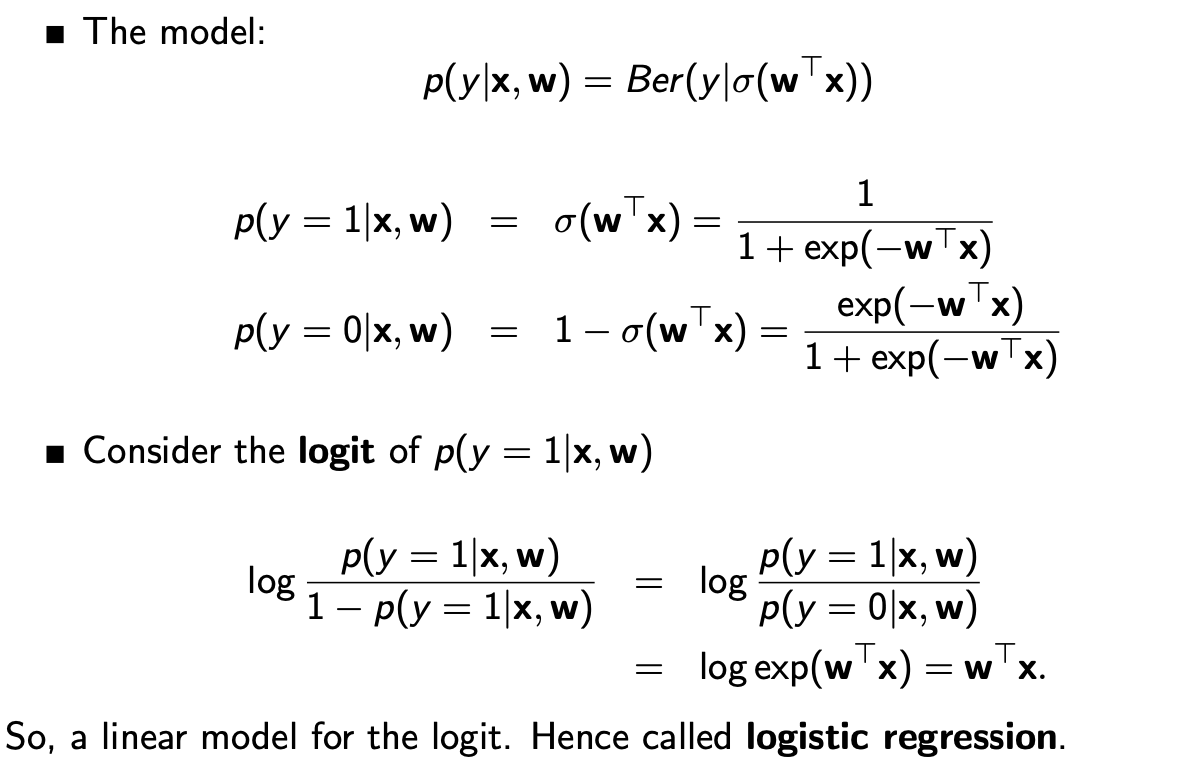 ■ The model:
p(y|x, w) = Ber(y|σ(w⊤x))
p(y = 1|x, w) = σ(w⊤x) = 1 / (1 + exp(−w⊤x))
p(y = 0|x, w) = 1 − σ(w⊤x) = exp(−w⊤x) / (1 + exp(−w⊤x))
■ Consider the logit of p(y = 1|x, w)
log p(y = 1|x, w) / (1 − p(y = 1|x, w)) = log p(y = 1|x, w) / p(y = 0|x, w)
= log exp(w⊤x) = w⊤x.
So, a linear model for the logit. Hence called logistic regression.